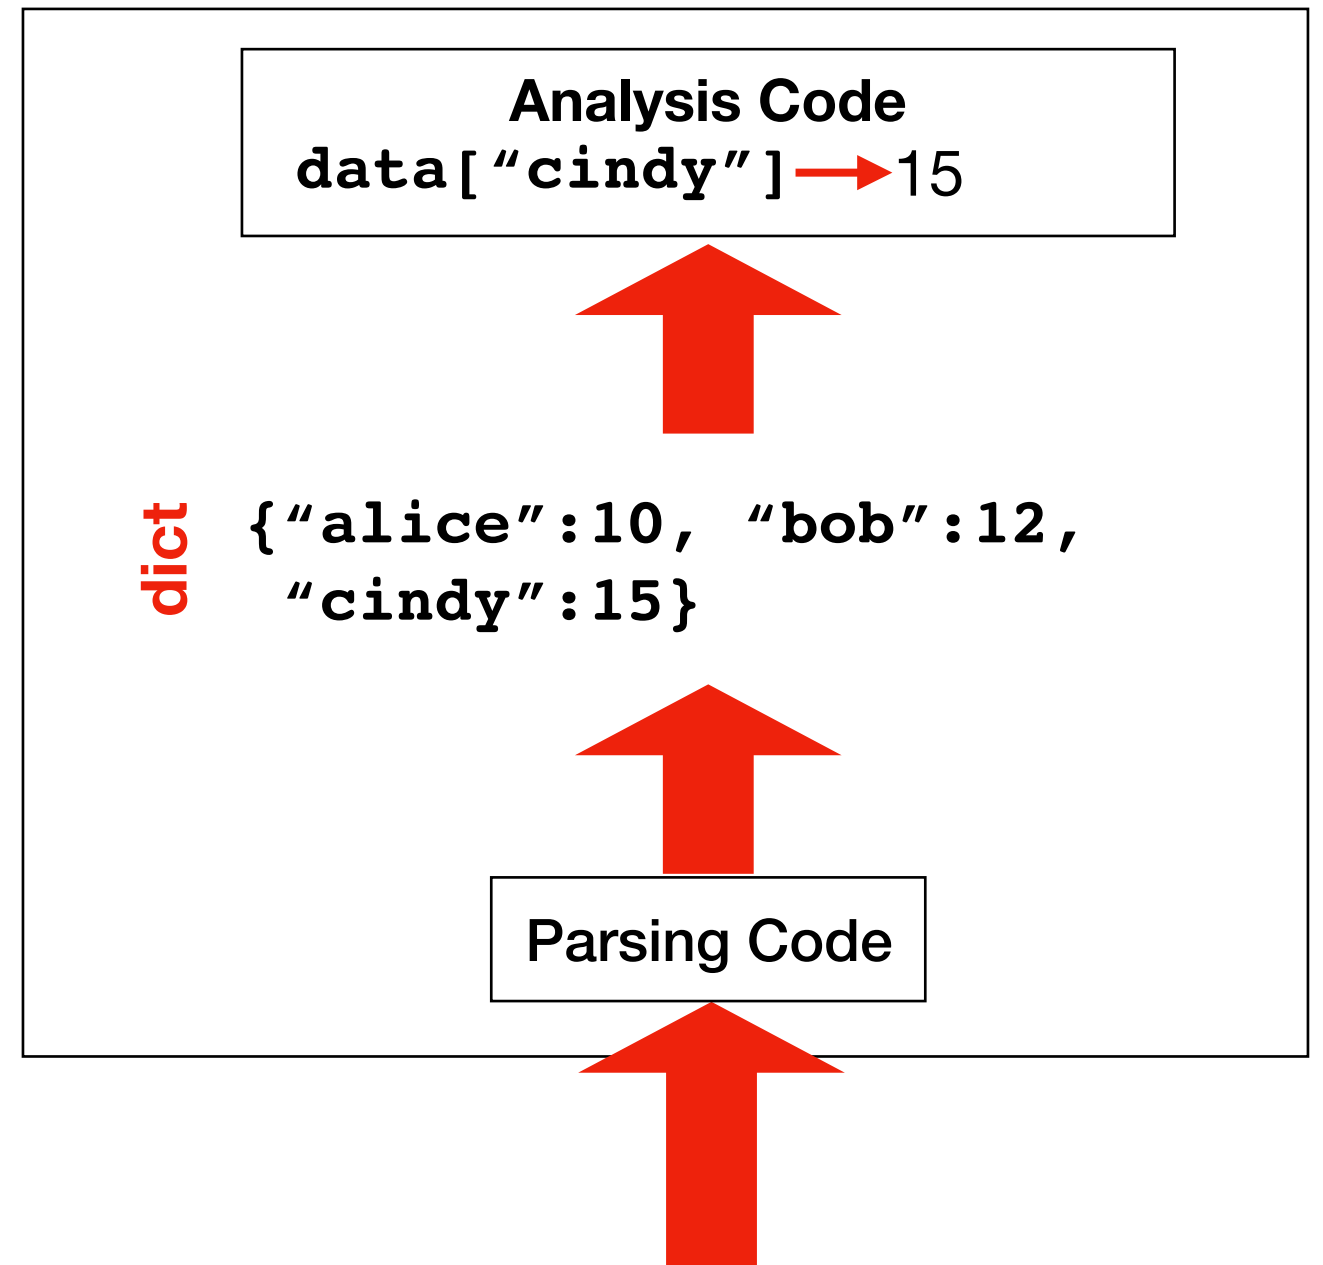 Analysis Code
data[“cindy”]→15
dict
{“alice”:10, “bob”:12,
“cindy”:15}
Parsing Code